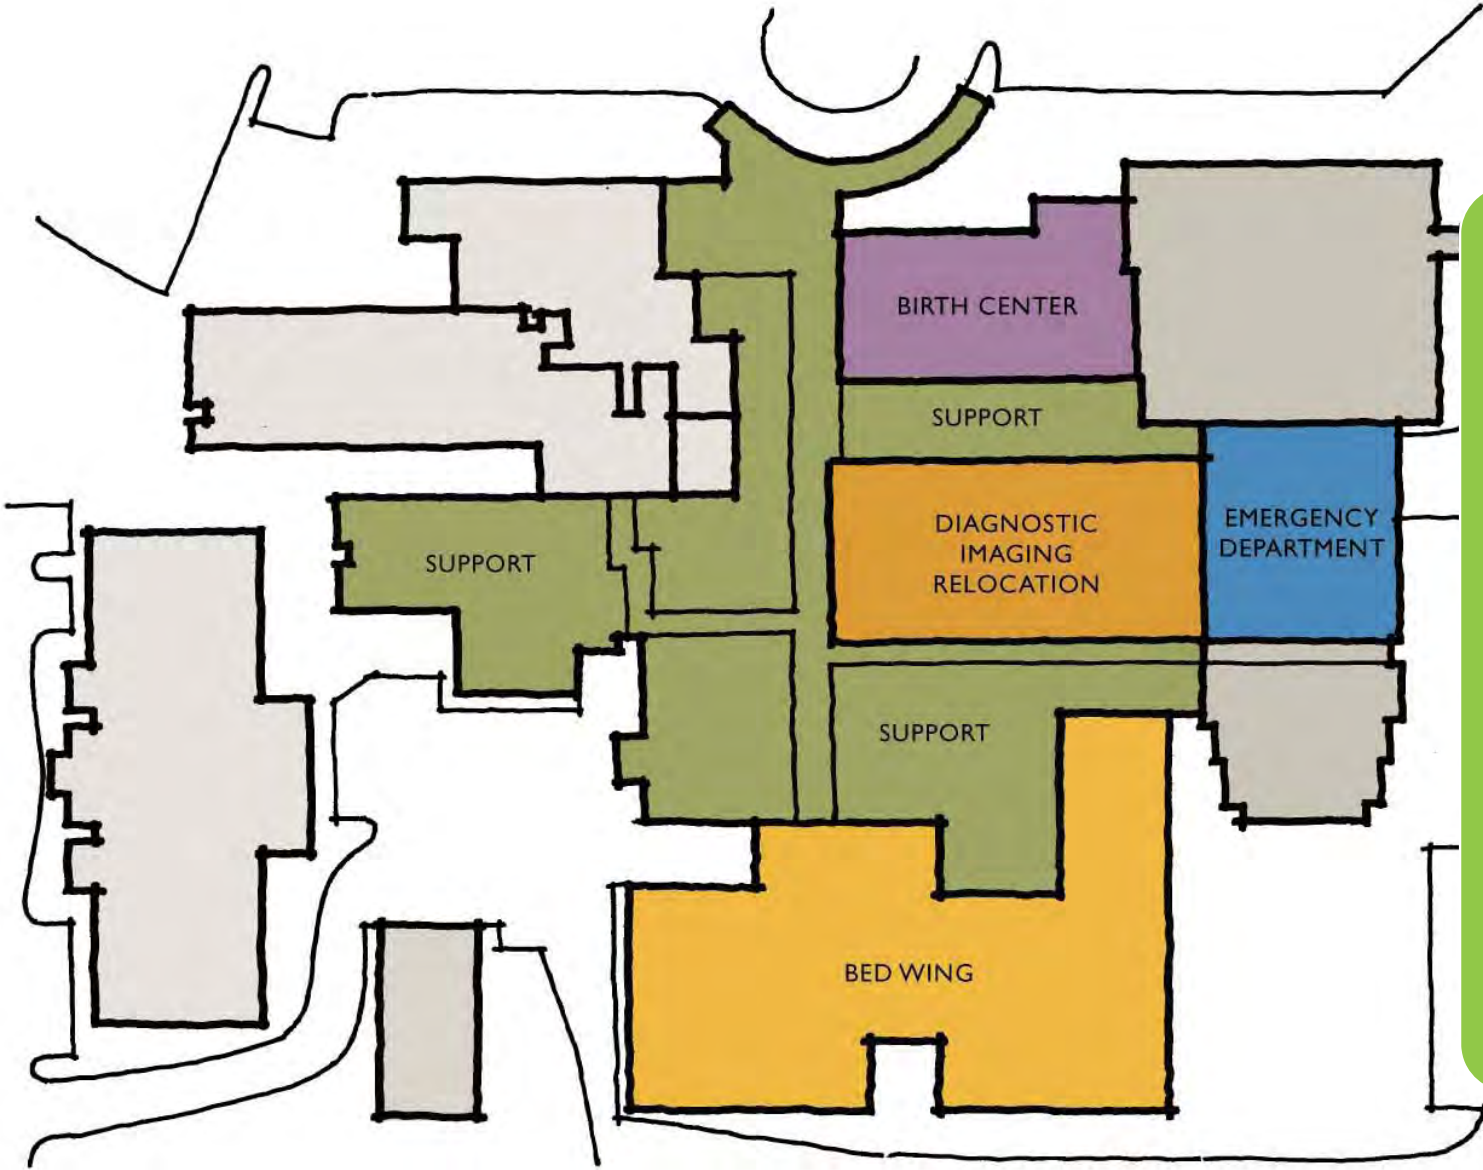 BIRTH CENTER
SUPPORT
DIAGNOSTIC
IMAGING
RELOCATION
EMERGENCY
DEPARTMENT
SUPPORT
SUPPORT
BED WING